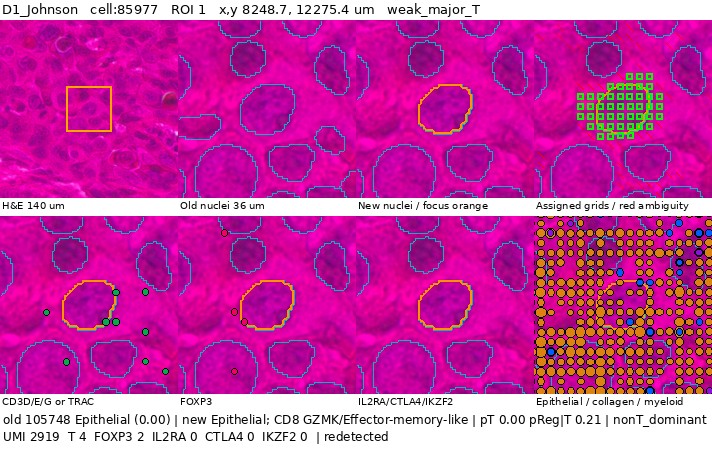 D1_Johnson   cell:85977   ROI 1   x,y 8248.7, 12275.4 um   weak_major_T
H&E 140 um
Old nuclei 36 um
New nuclei / focus orange
Assigned grids / red ambiguity
CD3D/E/G or TRAC
FOXP3
IL2RA/CTLA4/IKZF2
Epithelial / collagen / myeloid
old 105748 Epithelial (0.00) | new Epithelial; CD8 GZMK/Effector-memory-like | pT 0.00 pReg|T 0.21 | nonT_dominant
UMI 2919  T 4  FOXP3 2  IL2RA 0  CTLA4 0  IKZF2 0  | redetected